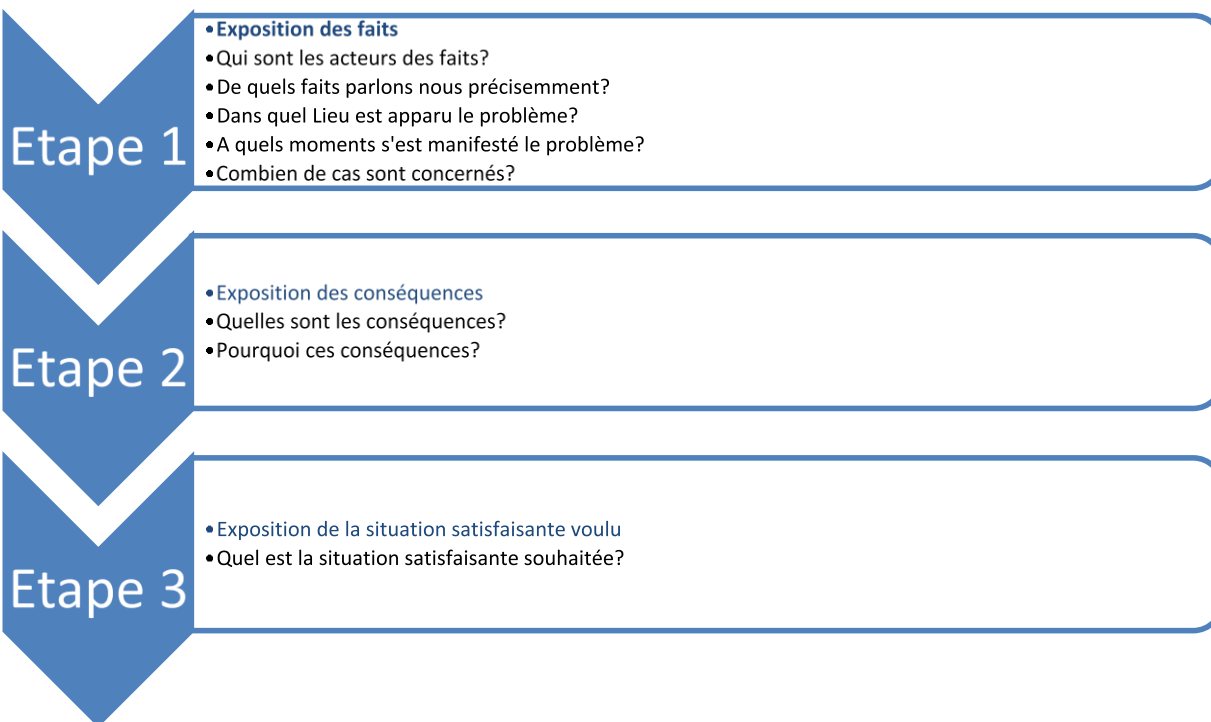 Etape 1
•Exposition des faits
•Qui sont les acteurs des faits?
•De quels faits parlons nous précisemment?
•Dans quel Lieu est apparu le problème?
•A quels moments s'est manifesté le problème?
•Combien de cas sont concernés?
Etape 2
•Exposition des conséquences
•Quelles sont les conséquences?
•Pourquoi ces conséquences?
Etape 3
•Exposition de la situation satisfaisante voulu
•Quel est la situation satisfaisante souhaitée?